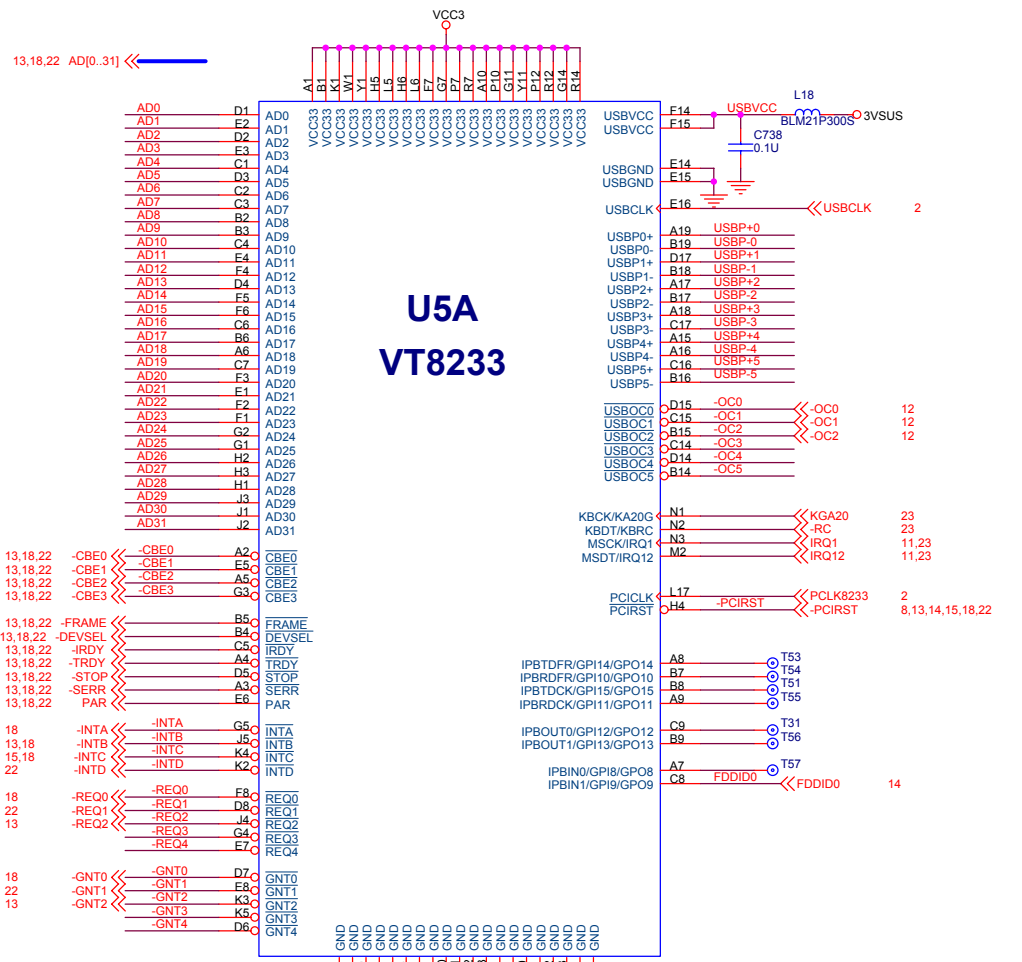 VCC3
13,18,22 AD[0..31]
A1 B1 K1 W1 Y1 H5 L5 H6 L6 F7 G7 P7 R7 A10 P10 G11 Y11 P12 R12 G14 R14
VCC33 VCC33 VCC33 VCC33 VCC33 VCC33 VCC33 VCC33 VCC33 VCC33 VCC33 VCC33 VCC33 VCC33 VCC33 VCC33 VCC33 VCC33 VCC33 VCC33 VCC33
U5A
VT8233
AD0 D1 AD0
AD1 E2 AD1
AD2 D2 AD2
AD3 E3 AD3
AD4 C1 AD4
AD5 D3 AD5
AD6 C2 AD6
AD7 C3 AD7
AD8 B2 AD8
AD9 B3 AD9
AD10 C4 AD10
AD11 E4 AD11
AD12 F4 AD12
AD13 D4 AD13
AD14 F5 AD14
AD15 F6 AD15
AD16 C6 AD16
AD17 B6 AD17
AD18 A6 AD18
AD19 C7 AD19
AD20 F3 AD20
AD21 E1 AD21
AD22 F2 AD22
AD23 F1 AD23
AD24 G2 AD24
AD25 G1 AD25
AD26 H2 AD26
AD27 H3 AD27
AD28 H1 AD28
AD29 J3 AD29
AD30 J1 AD30
AD31 J2 AD31
13,18,22 -CBE0 -CBE0 A2 CBE0
13,18,22 -CBE1 -CBE1 E5 CBE1
13,18,22 -CBE2 -CBE2 A5 CBE2
13,18,22 -CBE3 -CBE3 G3 CBE3
13,18,22 -FRAME B5 FRAME
13,18,22 -DEVSEL B4 DEVSEL
13,18,22 -IRDY C5 IRDY
13,18,22 -TRDY A4 TRDY
13,18,22 -STOP D5 STOP
13,18,22 -SERR A3 SERR
13,18,22 PAR E6 PAR
18 -INTA -INTA G5 INTA
13,18 -INTB -INTB J5 INTB
15,18 -INTC -INTC K4 INTC
22 -INTD -INTD K2 INTD
18 -REQ0 -REQ0 F8 REQ0
22 -REQ1 -REQ1 D8 REQ1
13 -REQ2 -REQ2 J4 REQ2
-REQ3 G4 REQ3
-REQ4 E7 REQ4
18 -GNT0 -GNT0 D7 GNT0
22 -GNT1 -GNT1 E8 GNT1
13 -GNT2 -GNT2 K3 GNT2
-GNT3 K5 GNT3
-GNT4 D6 GNT4
L18
USBVCC F14 USBVCC BLM21P300S 3VSUS
USBVCC F15
C738
0.1U
USBGND E14
USBGND E15
USBCLK E16 USBCLK 2
USBP0+ A19 USBP+0
USBP0- B19 USBP-0
USBP1+ D17 USBP+1
USBP1- B18 USBP-1
USBP2+ A17 USBP+2
USBP2- B17 USBP-2
USBP3+ A18 USBP+3
USBP3- C17 USBP-3
USBP4+ A15 USBP+4
USBP4- A16 USBP-4
USBP5+ C16 USBP+5
USBP5- B16 USBP-5
USBOC0 D15 -OC0 -OC0 12
USBOC1 C15 -OC1 -OC1 12
USBOC2 B15 -OC2 -OC2 12
USBOC3 C14 -OC3
USBOC4 D14 -OC4
USBOC5 B14 -OC5
KBCK/KA20G N1 KGA20 23
KBDT/KBRC N2 -RC 23
MSCK/IRQ1 N3 IRQ1 11,23
MSDT/IRQ12 M2 IRQ12 11,23
PCICLK L17 PCLK8233 2
PCIRST H4 -PCIRST -PCIRST 8,13,14,15,18,22
IPBTDFR/GPI14/GPO14 A8 T53
IPBRDFR/GPI10/GPO10 B7 T54
IPBTDCK/GPI15/GPO15 B8 T51
IPBRDCK/GPI11/GPO11 A9 T55
IPBOUT0/GPI12/GPO12 C9 T31
IPBOUT1/GPI13/GPO13 B9 T56
IPBIN0/GPI8/GPO8 A7 T57
IPBIN1/GPI9/GPO9 C8 FDDID0 FDDID0 14
GND GND GND GND GND GND GND GND GND GND GND GND GND GND GND GND GND GND GND GND